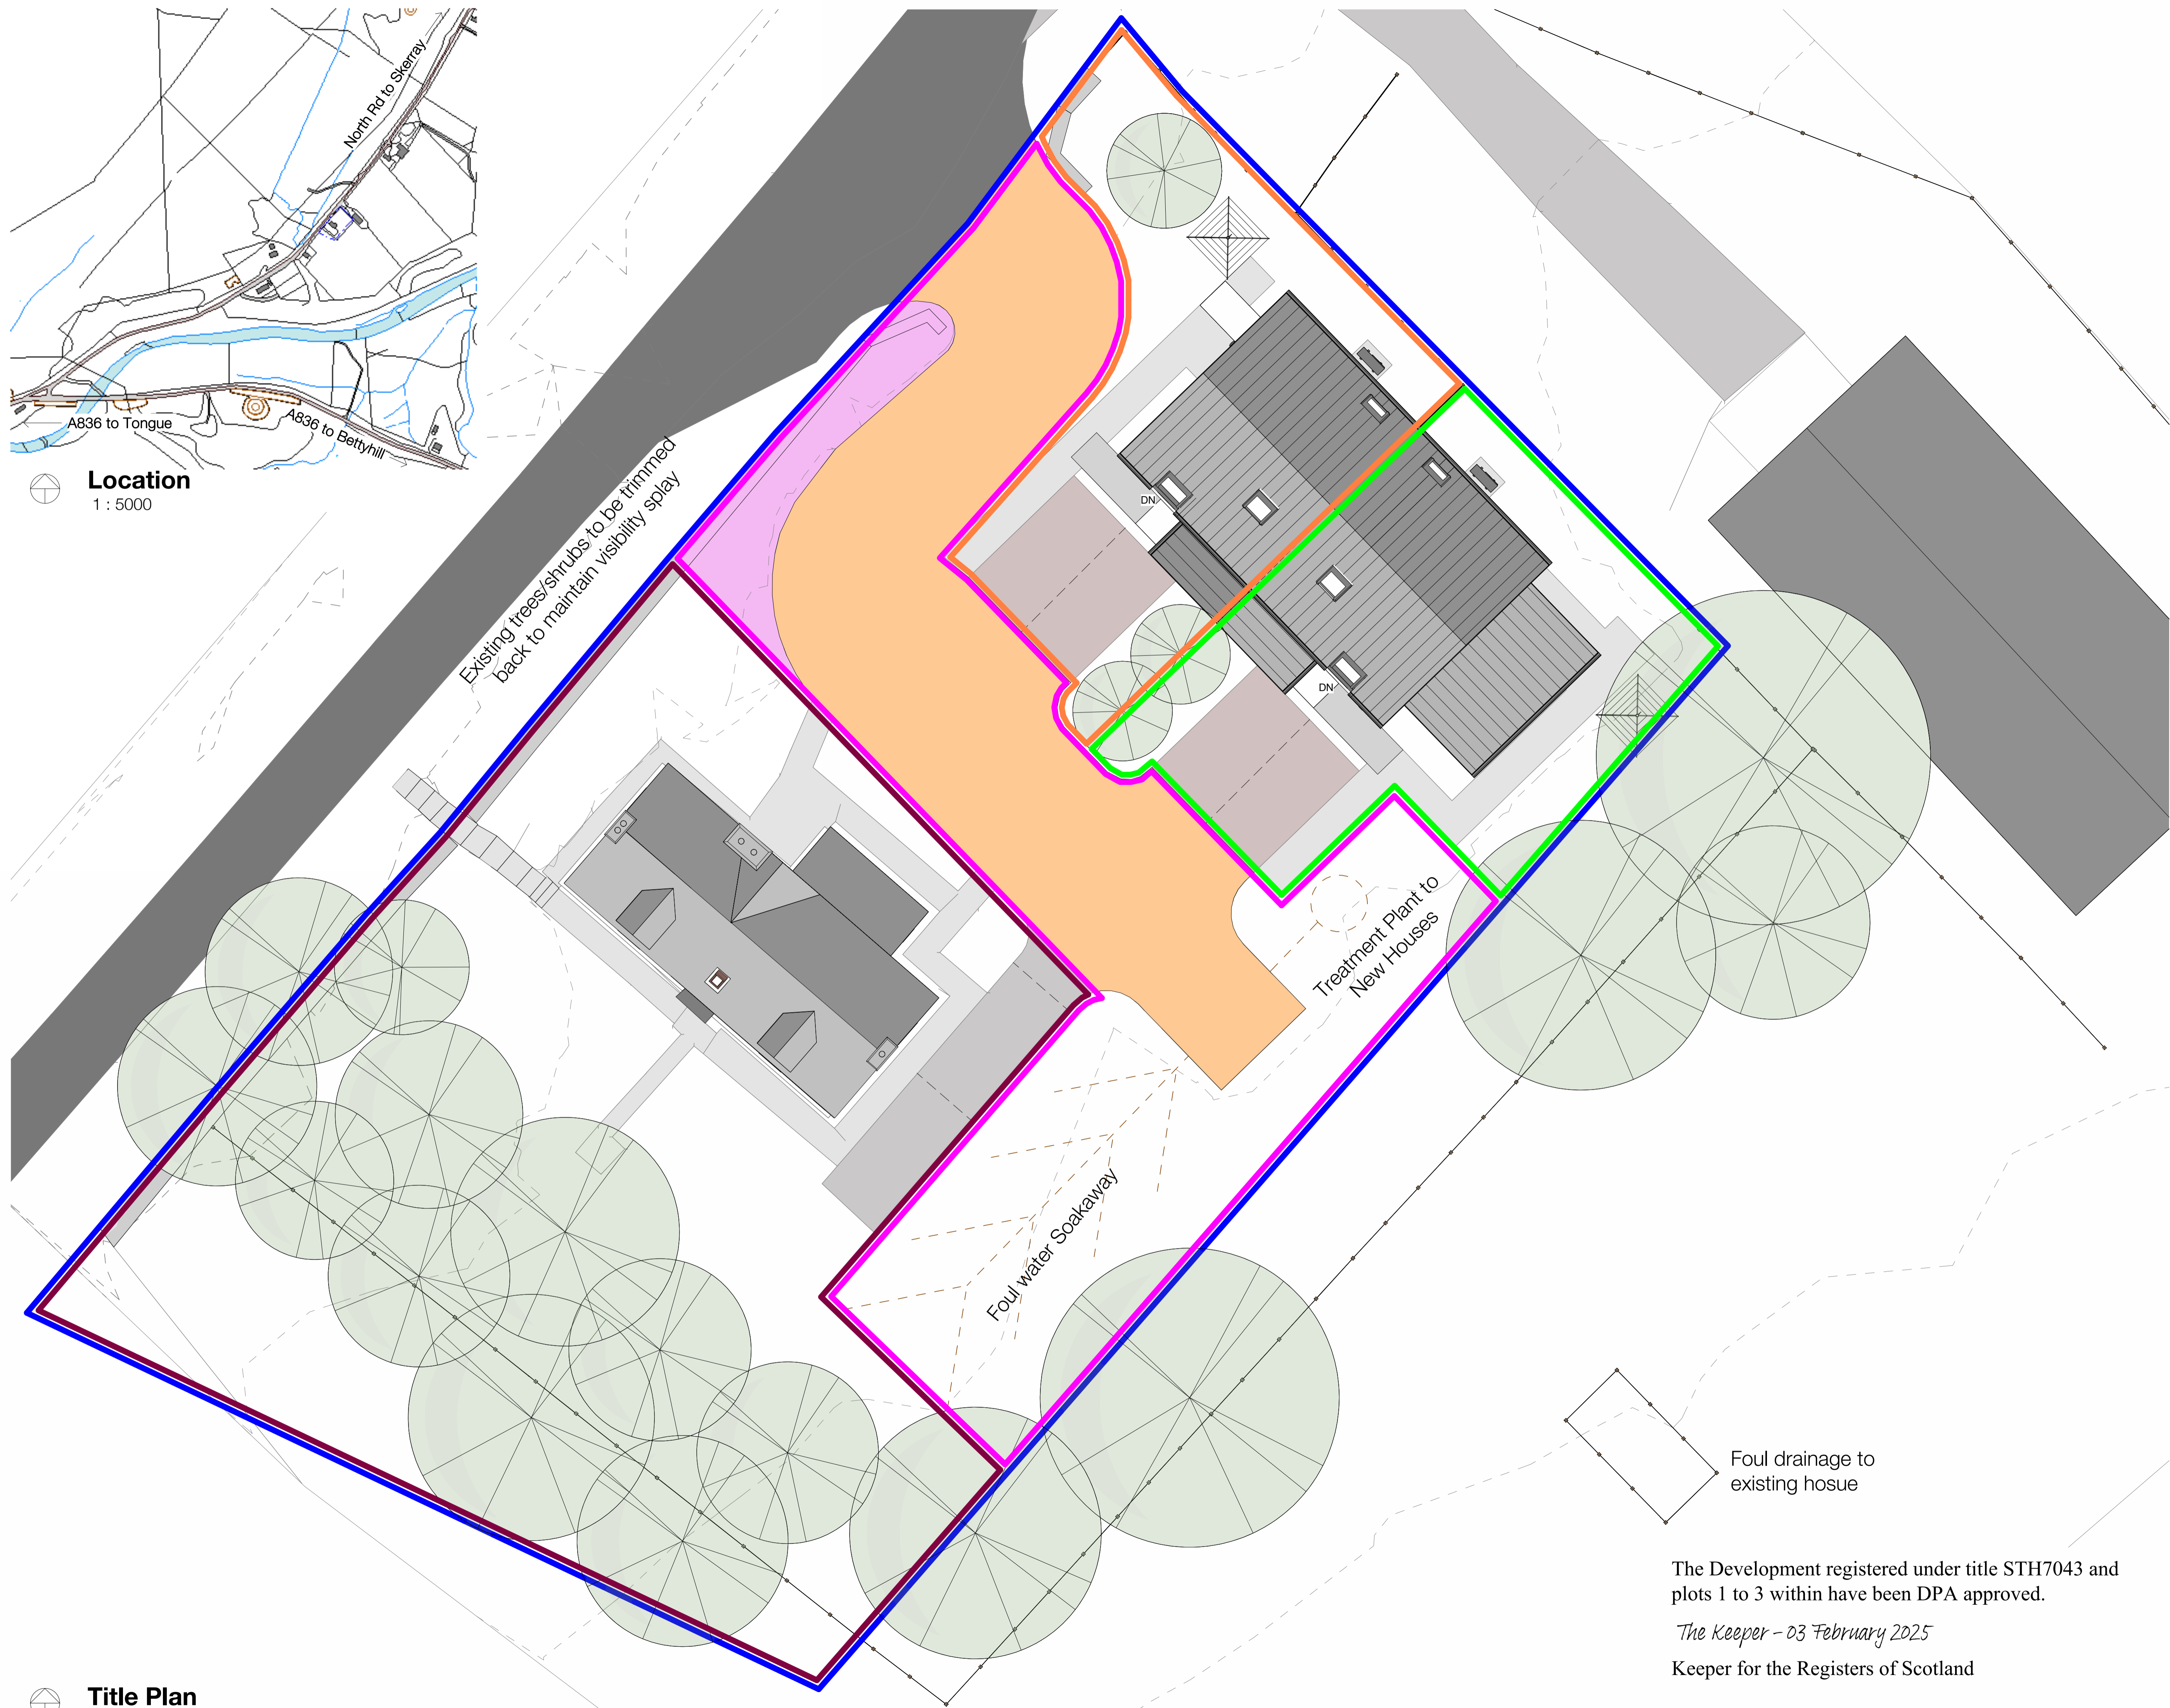 North Rd to Skerray
A836 to Tongue
A836 to Bettyhill
Location
1 : 5000
Existing trees/shrubs to be trimmed
back to maintain visibility splay
DN
DN
Treatment Plant to
New Houses
Foul water Soakaway
Foul drainage to
existing hosue
The Development registered under title STH7043 and
plots 1 to 3 within have been DPA approved.
The Keeper – 03 February 2025
Keeper for the Registers of Scotland
Title Plan